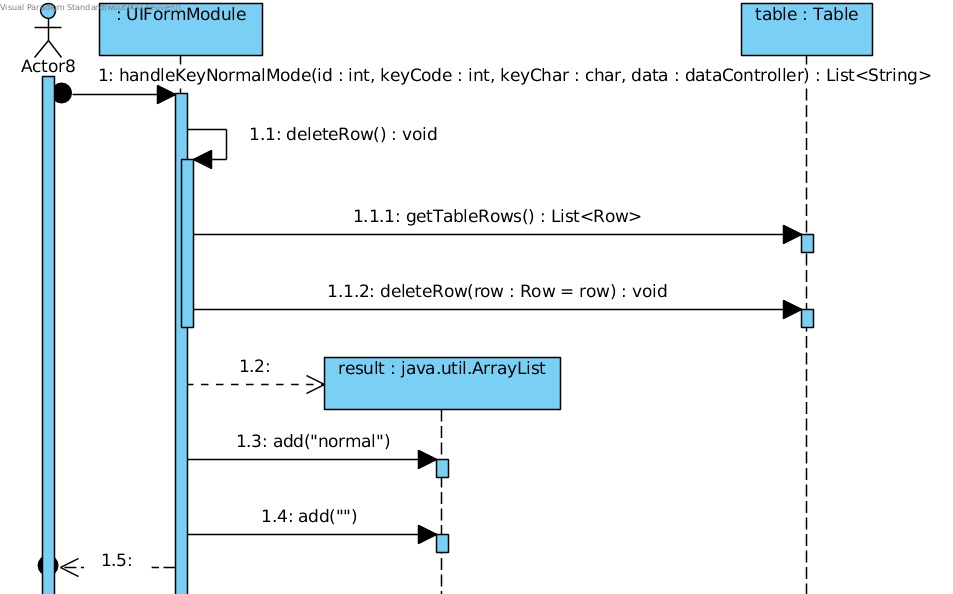 : UIFormModule
table : Table
Visual Paradigm Standard(wout
Actor8
1: handleKeyNormalMode(id : int, keyCode : int, keyChar : char, data : dataController) : List<String>
1.1: deleteRow() : void
1.1.1: getTableRows() : List<Row>
1.1.2: deleteRow(row : Row = row) : void
1.2:
result : java.util.ArrayList
1.3: add("normal")
1.4: add("")
1.5: